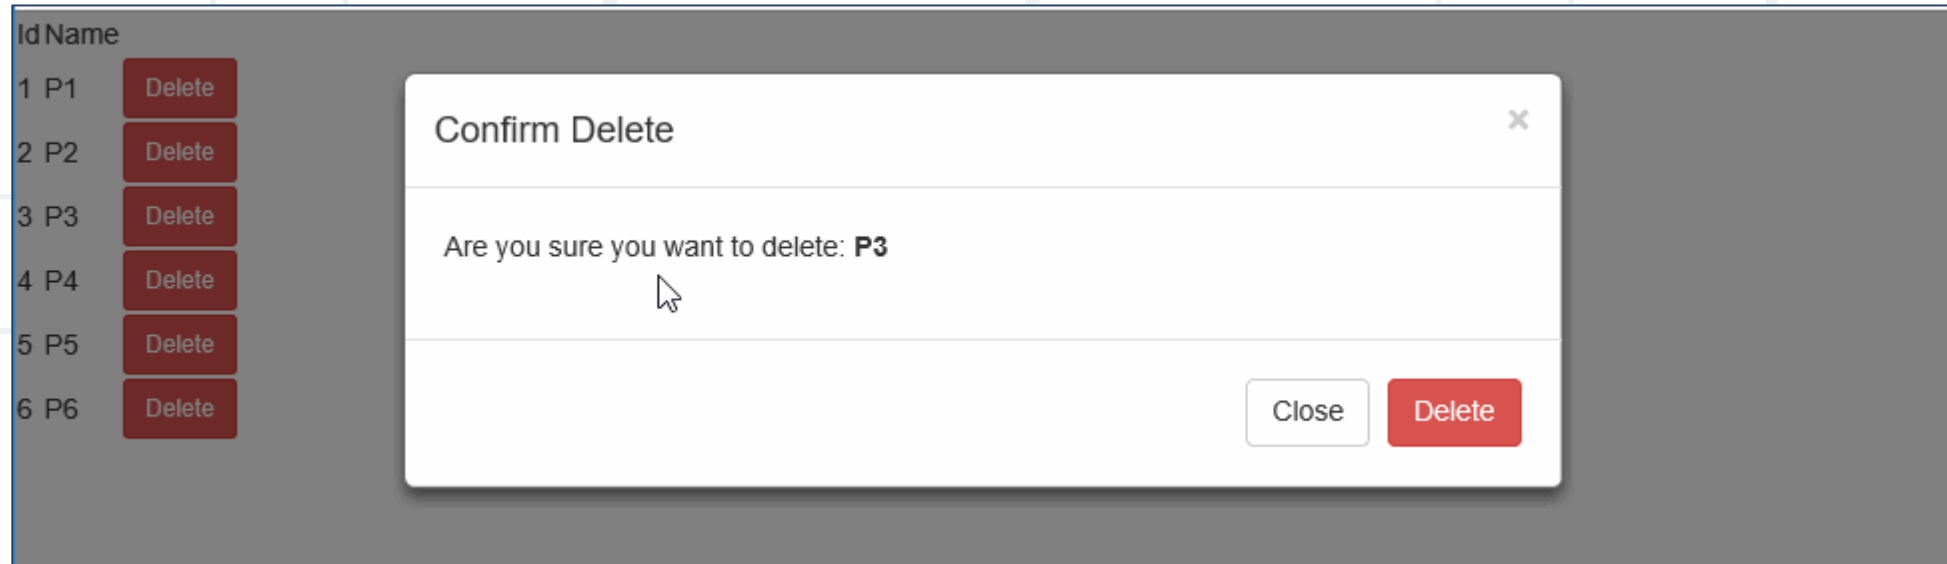 Id Name
1 P1 Delete
2 P2 Delete
3 P3 Delete
4 P4 Delete
5 P5 Delete
6 P6 Delete
Confirm Delete ×
Are you sure you want to delete: P3
Close Delete